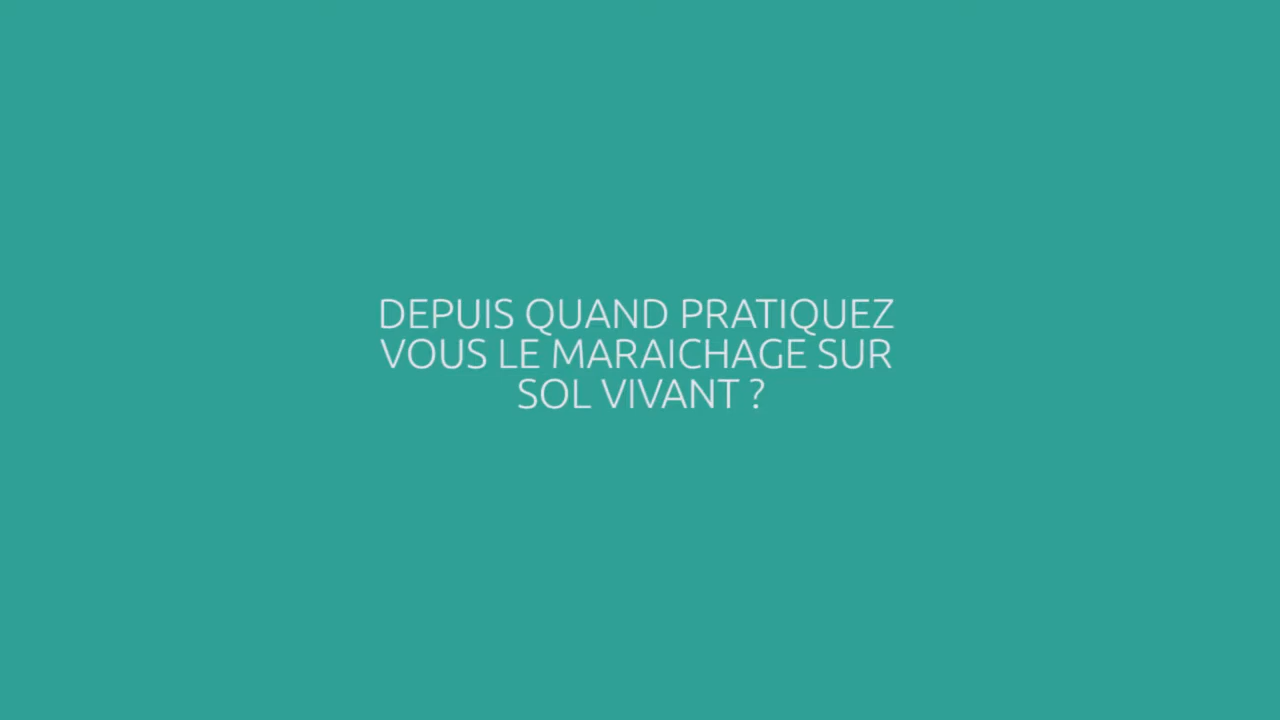 DEPUIS QUAND PRATIQUEZ
VOUS LE MARAICHAGE SUR
SOL VIVANT ?